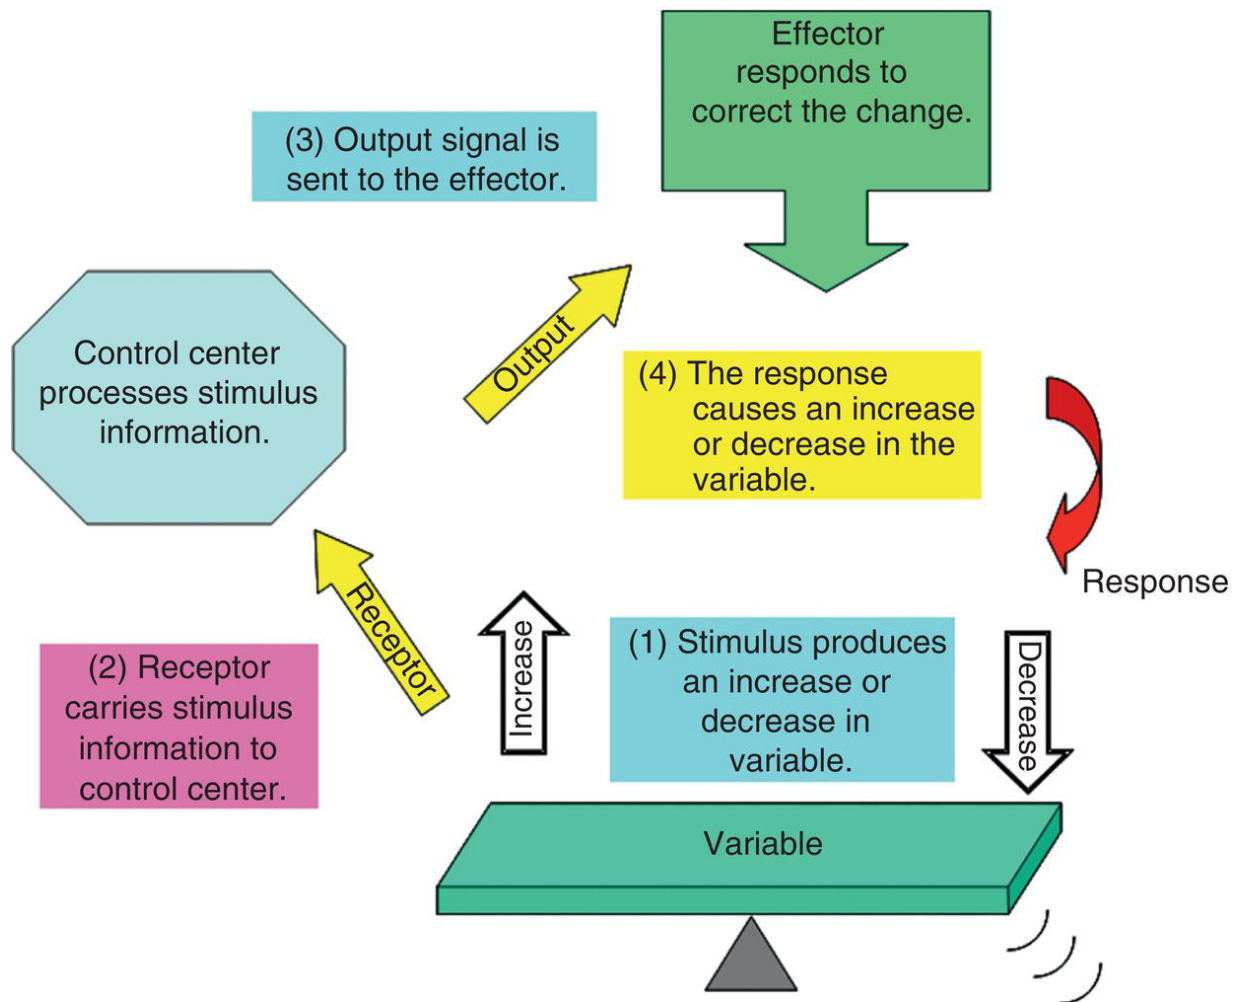 Effector
responds to
correct the change.
(3) Output signal is
sent to the effector.
Output
Control center
processes stimulus
information.
(4) The response
causes an increase
or decrease in the
variable.
Response
Receptor
(2) Receptor
carries stimulus
information to
control center.
Increase
(1) Stimulus produces
an increase or
decrease in
variable.
Decrease
Variable